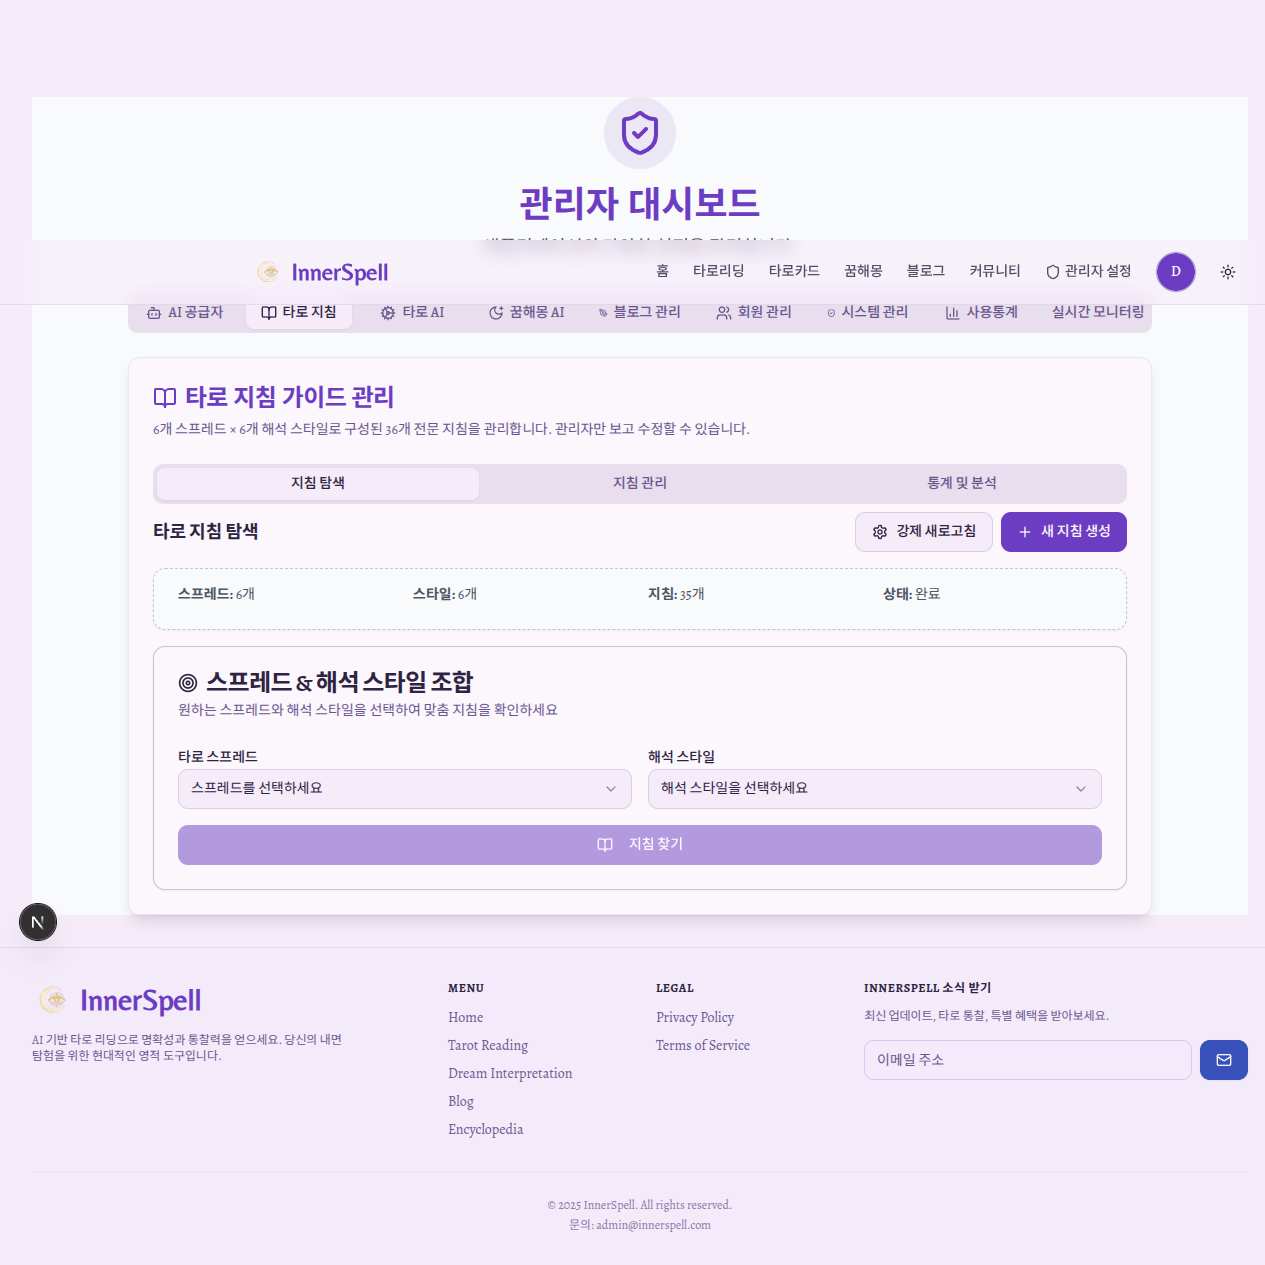 관리자 대시보드
InnerSpell
홈 타로리딩 타로카드 꿈해몽 블로그 커뮤니티 관리자 설정 D
AI 공급자 타로 지침 타로 AI 꿈해몽 AI 블로그 관리 회원 관리 시스템 관리 사용통계 실시간 모니터링
타로 지침 가이드 관리
6개 스프레드 × 6개 해석 스타일로 구성된 36개 전문 지침을 관리합니다. 관리자만 보고 수정할 수 있습니다.
지침 탐색 지침 관리 통계 및 분석
타로 지침 탐색 강제 새로고침 새 지침 생성
스프레드: 6개 스타일: 6개 지침: 35개 상태: 완료
스프레드 & 해석 스타일 조합
원하는 스프레드와 해석 스타일을 선택하여 맞춤 지침을 확인하세요
타로 스프레드 해석 스타일
스프레드를 선택하세요 해석 스타일을 선택하세요
지침 찾기
N
InnerSpell
AI 기반 타로 리딩으로 명확성과 통찰력을 얻으세요. 당신의 내면
탐험을 위한 현대적인 영적 도구입니다.
MENU
Home
Tarot Reading
Dream Interpretation
Blog
Encyclopedia
LEGAL
Privacy Policy
Terms of Service
INNERSPELL 소식 받기
최신 업데이트, 타로 통찰, 특별 혜택을 받아보세요.
이메일 주소
© 2025 InnerSpell. All rights reserved.
문의: admin@innerspell.com